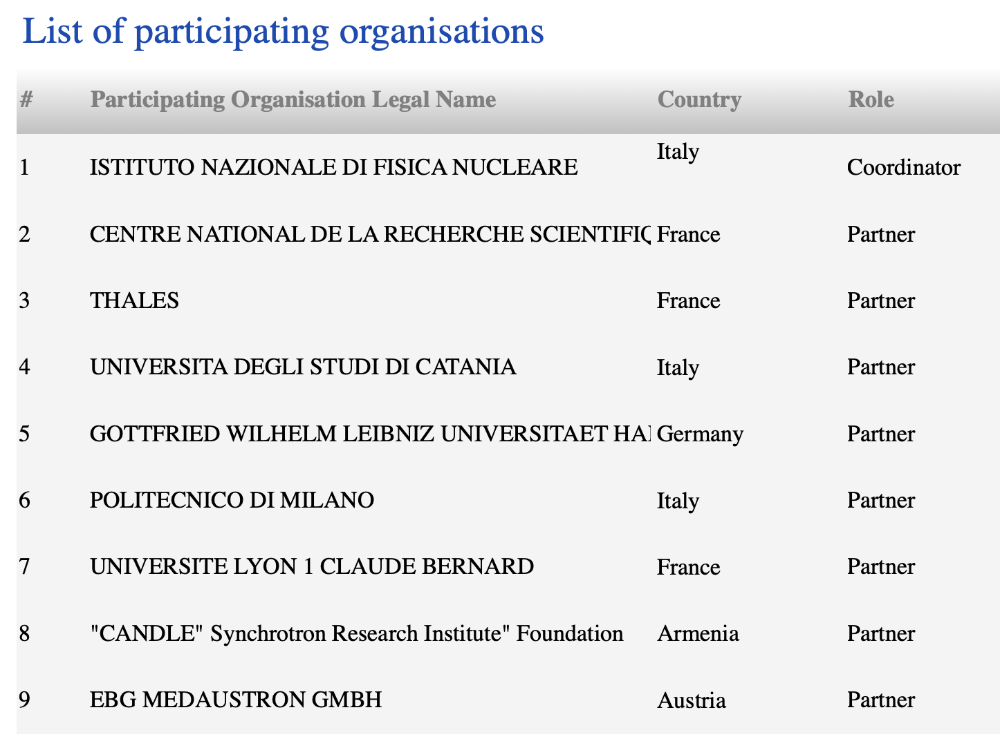 List of participating organisations
# Participating Organisation Legal Name Country Role
1 ISTITUTO NAZIONALE DI FISICA NUCLEARE Italy Coordinator
2 CENTRE NATIONAL DE LA RECHERCHE SCIENTIFIQ France Partner
3 THALES France Partner
4 UNIVERSITA DEGLI STUDI DI CATANIA Italy Partner
5 GOTTFRIED WILHELM LEIBNIZ UNIVERSITAET HA Germany Partner
6 POLITECNICO DI MILANO Italy Partner
7 UNIVERSITE LYON 1 CLAUDE BERNARD France Partner
8 "CANDLE" Synchrotron Research Institute" Foundation Armenia Partner
9 EBG MEDAUSTRON GMBH Austria Partner